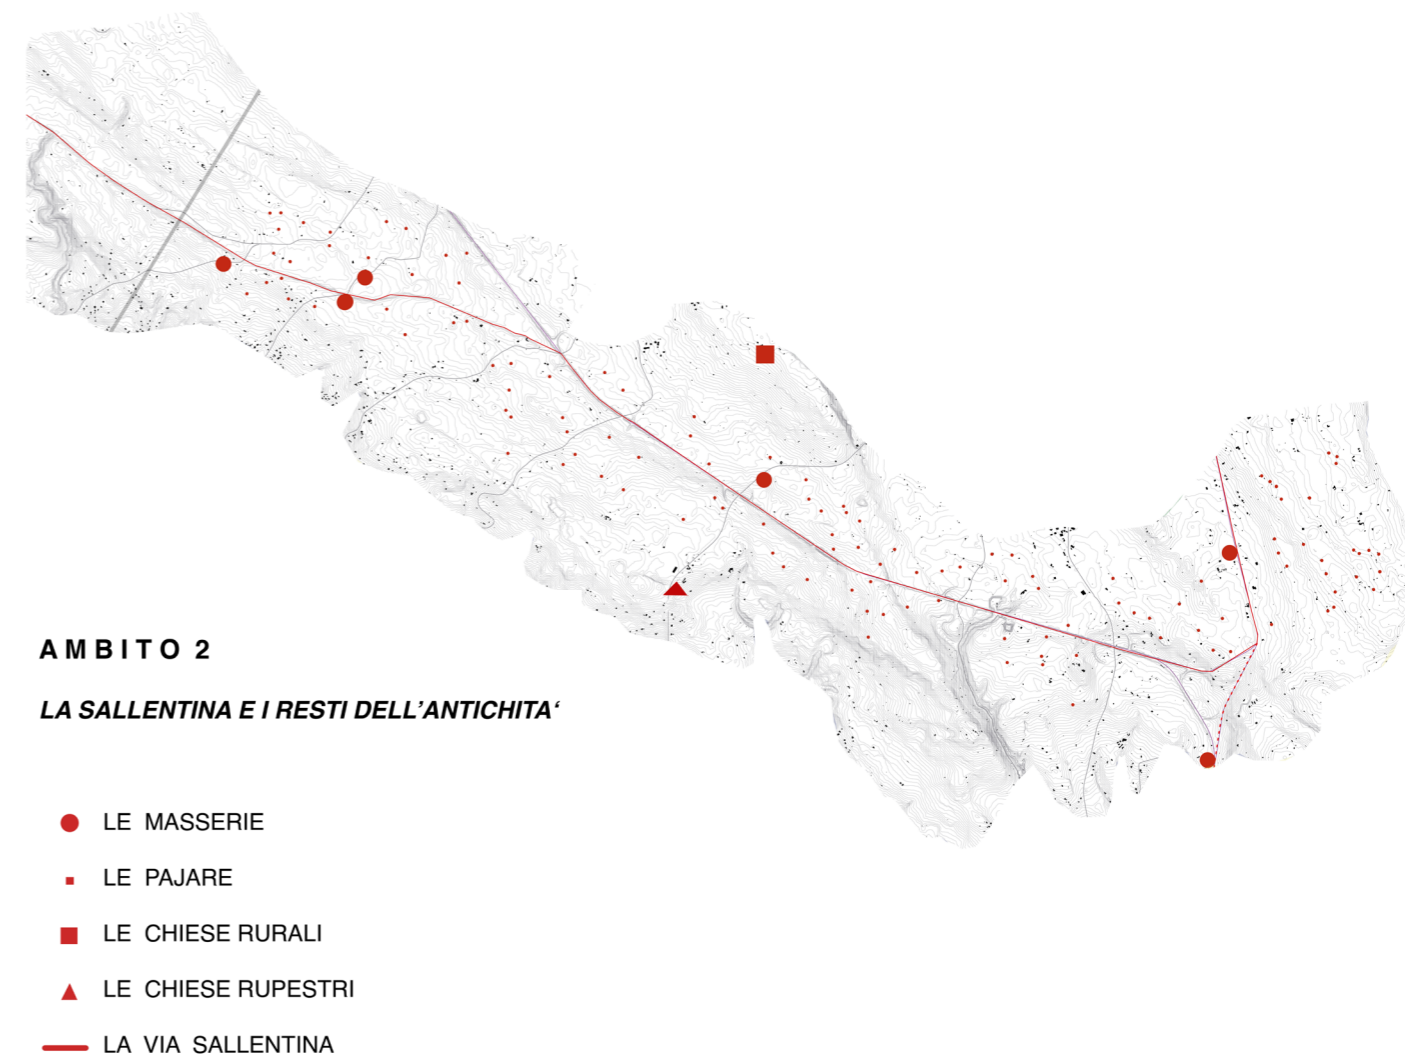 AMBITO 2
LA SALLENTINA E I RESTI DELL’ANTICHITA‘
LE MASSERIE
LE PAJARE
LE CHIESE RURALI
LE CHIESE RUPESTRI
LA VIA SALLENTINA